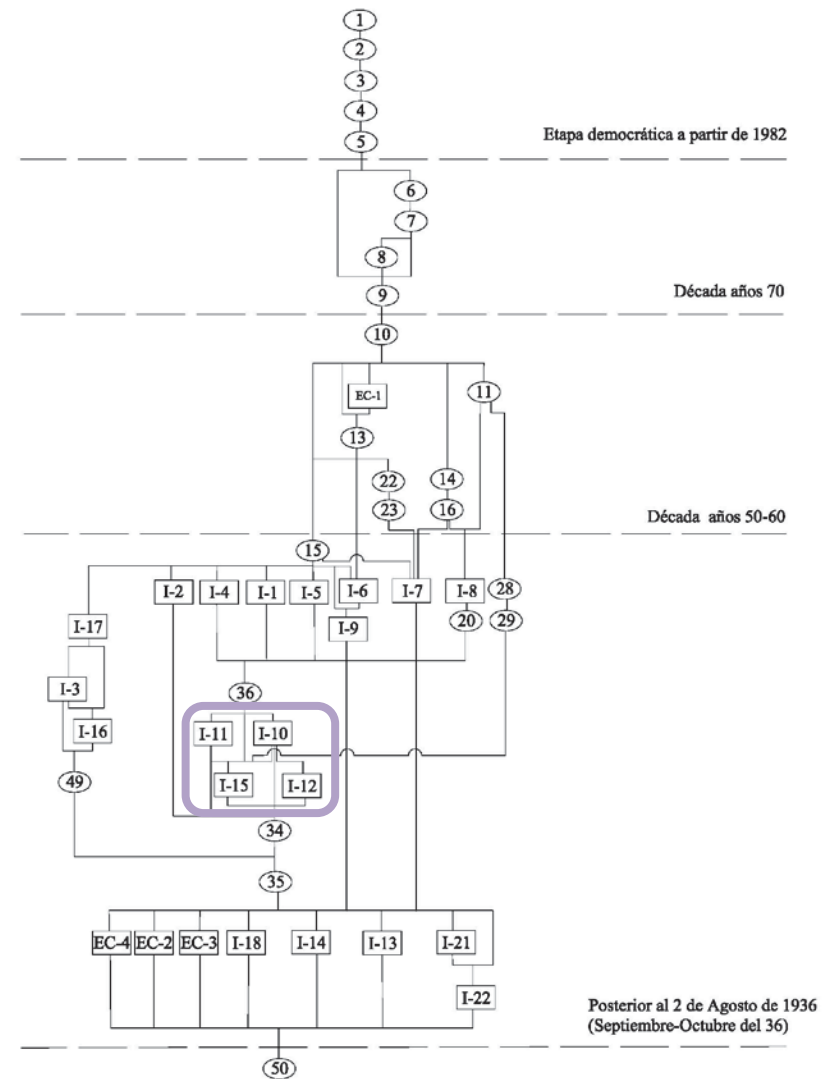 1
2
3
4
5
Etapa democrática a partir de 1982
6
7
8
9
Década años 70
10
EC-1
11
13
22
14
23
16
Década años 50-60
15
I-2
I-4
I-1
I-5
I-6
I-7
I-8
28
I-17
I-9
20
29
I-3
36
I-16
I-11
I-10
49
I-15
I-12
34
35
EC-4
EC-2
EC-3
I-18
I-14
I-13
I-21
I-22
Posterior al 2 de Agosto de 1936
(Septiembre-Octubre del 36)
50